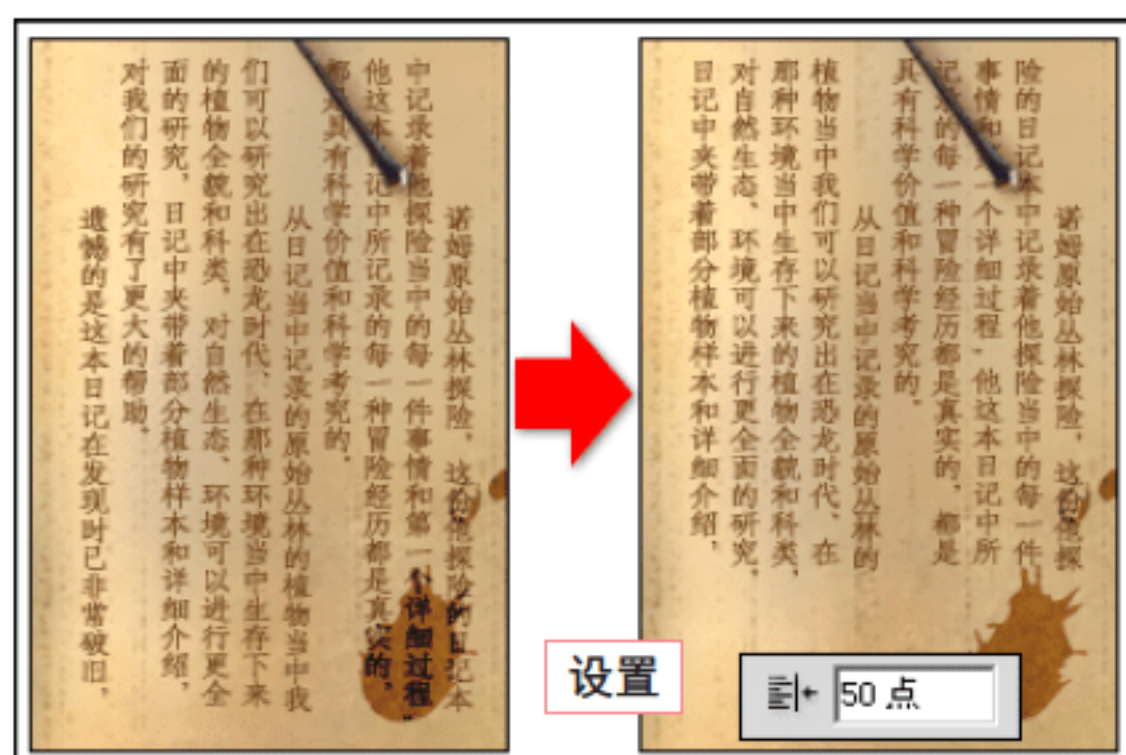 诺姆原始丛林探险，这份他探险的日记本
中记录着他探险当中的每一件事情和第一个详细过程。
他这本日记中所记录的每一种冒险经历都是真实的，
都是具有科学价值和科学考究的。
从日记当中记录的原始丛林的植物当中我
们可以研究出在恐龙时代、在那种环境当中生存下来
的植物全貌和科类，对自然生态、环境可以进行更全
面的研究，日记中夹带着部分植物样本和详细介绍，
对我们的研究有了更大的帮助。
遗憾的是这本日记在发现时已非常破旧，
诺姆原始丛林探险，这份他探
险的日记本中记录着他探险当中的每一件
事情和第一个详细过程。他这本日记中所
记录的每一种冒险经历都是真实的，都是
具有科学价值和科学考究的。
从日记当中记录的原始丛林的
植物当中我们可以研究出在恐龙时代、在
那种环境当中生存下来的植物全貌和科类，
对自然生态、环境可以进行更全面的研究，
日记中夹带着部分植物样本和详细介绍，
设置
50 点